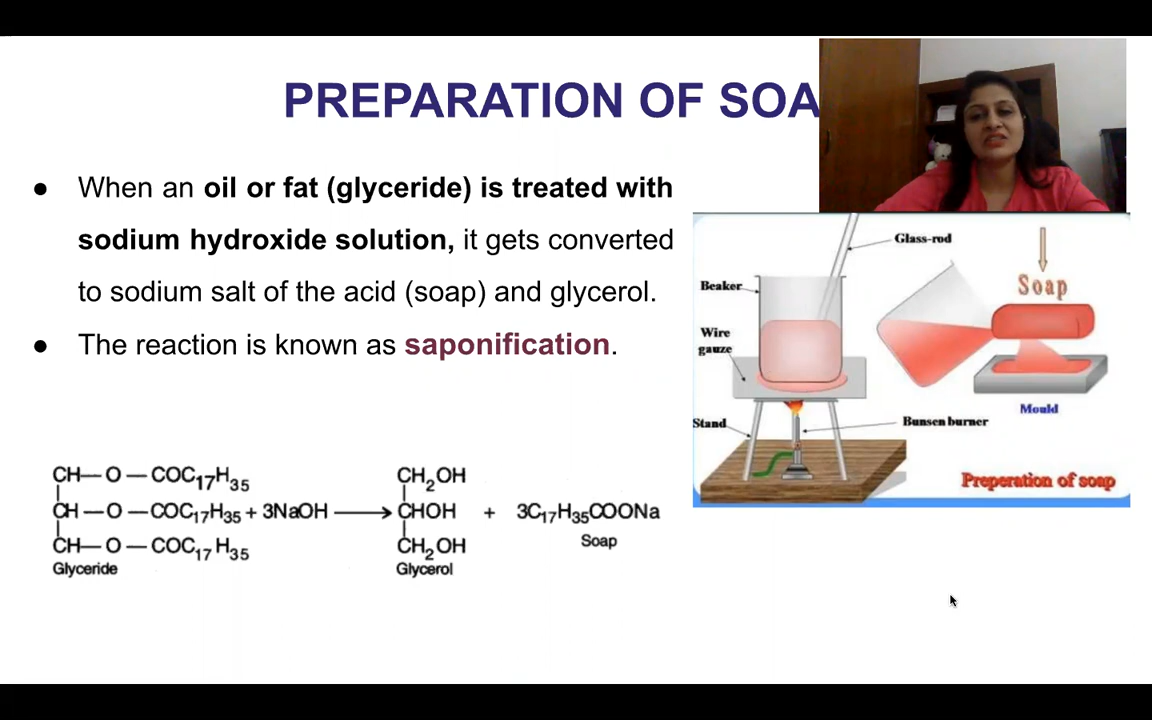 PREPARATION OF SOA
● When an oil or fat (glyceride) is treated with
sodium hydroxide solution, it gets converted
to sodium salt of the acid (soap) and glycerol.
● The reaction is known as saponification.
Glass-rod
Beaker
Wire
gauze
Stand
Bunsen burner
Soap
Mould
Preparation of soap
CH—O—COC₁₇H₃₅
CH—O—COC₁₇H₃₅ + 3NaOH ⟶ CHOH + 3C₁₇H₃₅COONa
CH—O—COC₁₇H₃₅
Glyceride
CH₂OH
CH₂OH
Glycerol
Soap